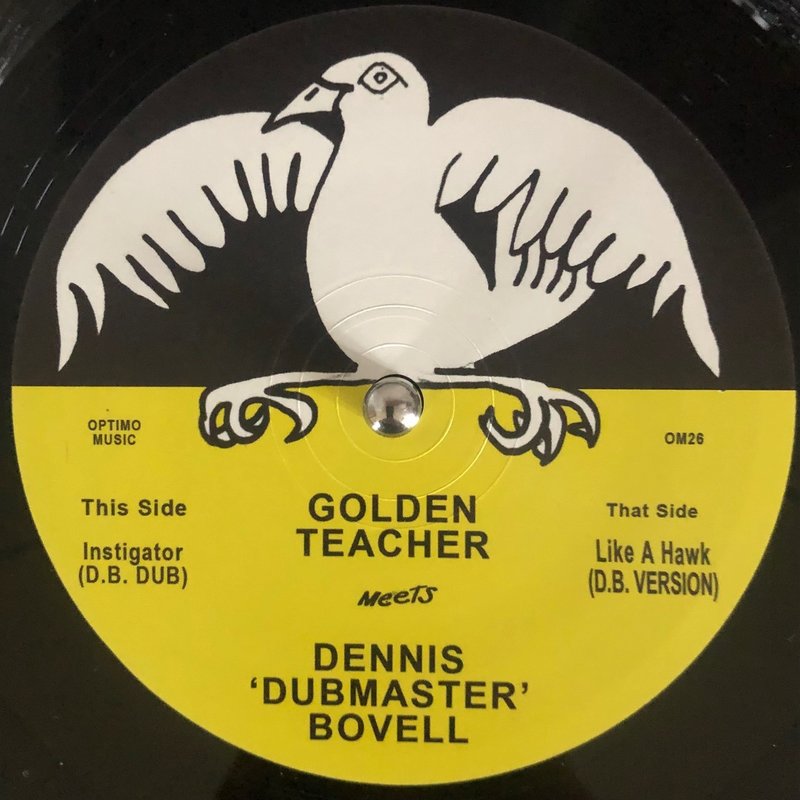 OPTIMO
MUSIC
OM26
This Side
Instigator
(D.B. DUB)
GOLDEN
TEACHER
MEETS
DENNIS
‘DUBMASTER’
BOVELL
That Side
Like A Hawk
(D.B. VERSION)